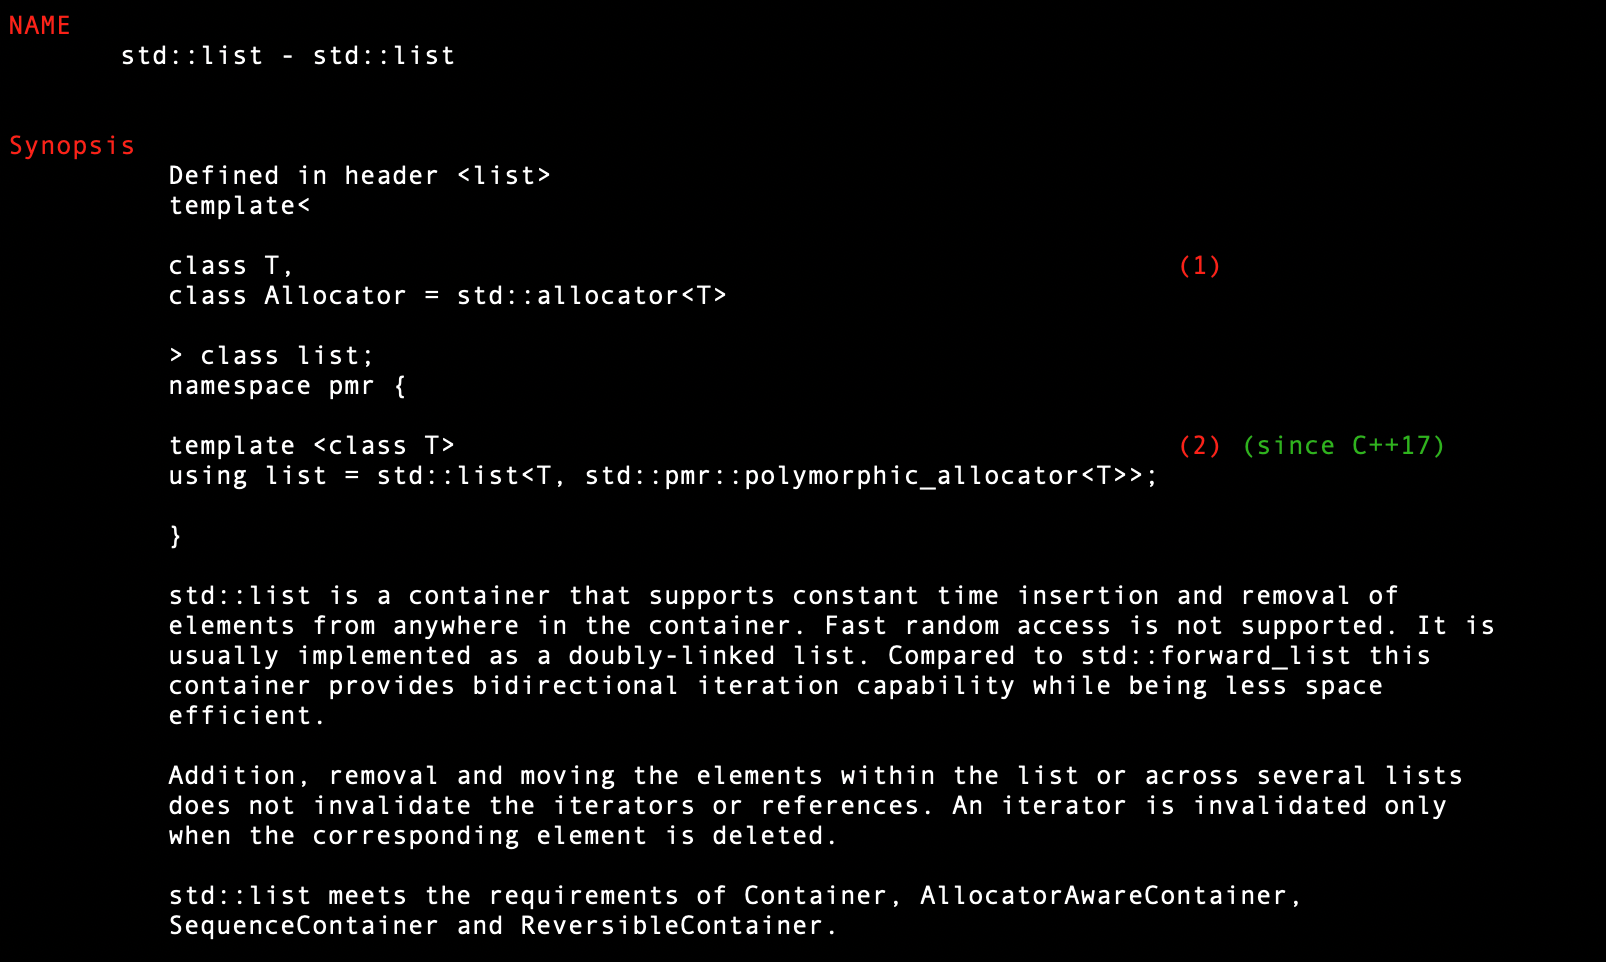 NAME
std::list - std::list
Synopsis
Defined in header <list>
template<
class T, (1)
class Allocator = std::allocator<T>
> class list;
namespace pmr {
template <class T> (2) (since C++17)
using list = std::list<T, std::pmr::polymorphic_allocator<T>>;
}
std::list is a container that supports constant time insertion and removal of
elements from anywhere in the container. Fast random access is not supported. It is
usually implemented as a doubly-linked list. Compared to std::forward_list this
container provides bidirectional iteration capability while being less space
efficient.
Addition, removal and moving the elements within the list or across several lists
does not invalidate the iterators or references. An iterator is invalidated only
when the corresponding element is deleted.
std::list meets the requirements of Container, AllocatorAwareContainer,
SequenceContainer and ReversibleContainer.